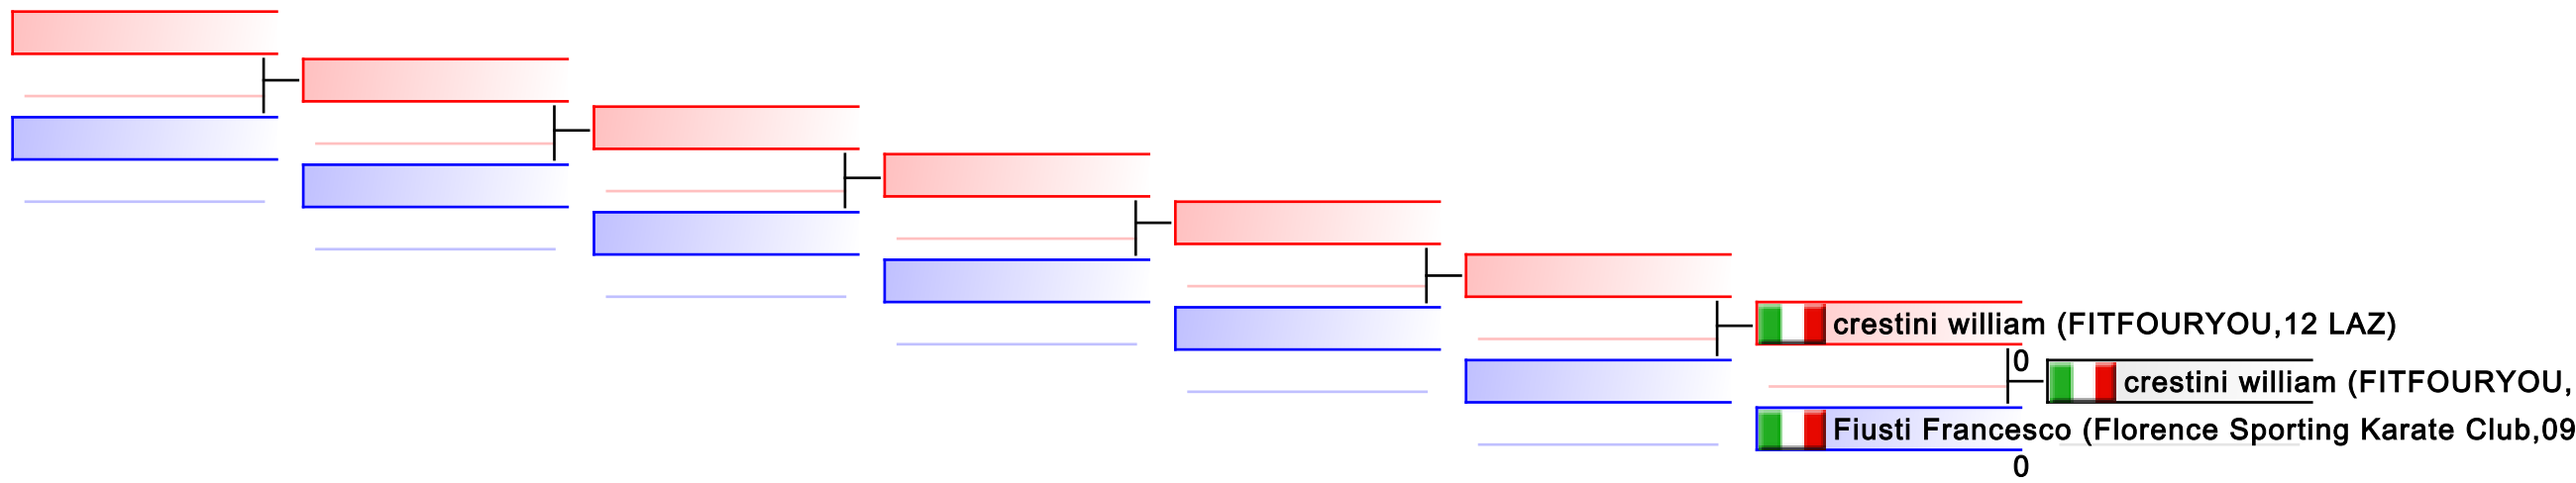 crestini william (FITFOURYOU,12 LAZ)
0
crestini william (FITFOURYOU,
Fiusti Francesco (Florence Sporting Karate Club,09
0